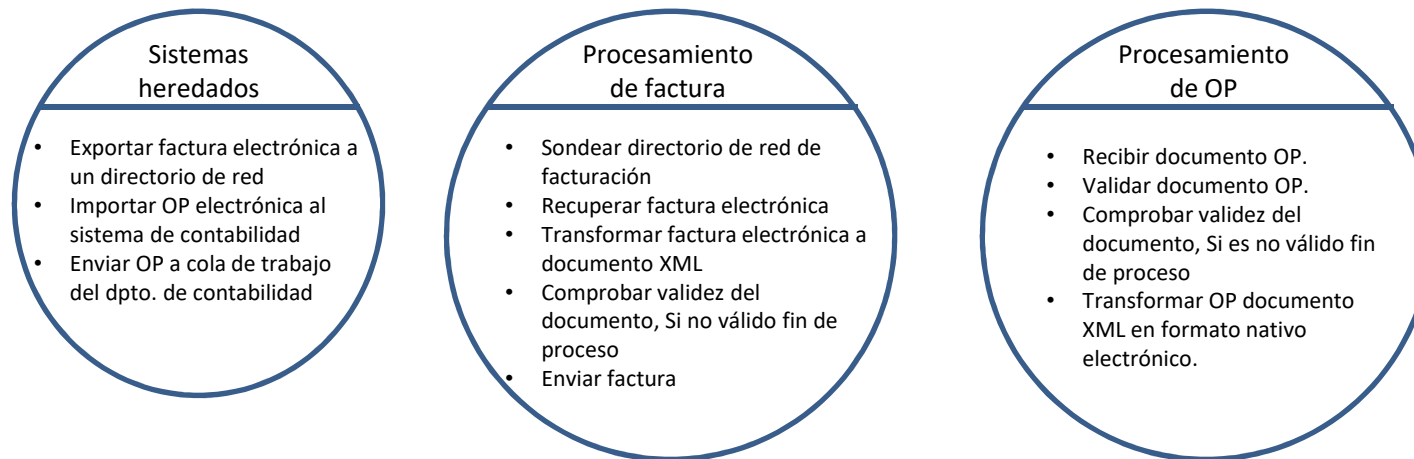 Sistemas
heredados
• Exportar factura electrónica a
un directorio de red
• Importar OP electrónica al
sistema de contabilidad
• Enviar OP a cola de trabajo
del dpto. de contabilidad
Procesamiento
de factura
• Sondear directorio de red de
facturación
• Recuperar factura electrónica
• Transformar factura electrónica a
documento XML
• Comprobar validez del
documento, Si no válido fin de
proceso
• Enviar factura
Procesamiento
de OP
• Recibir documento OP.
• Validar documento OP.
• Comprobar validez del
documento, Si es no válido fin
de proceso
• Transformar OP documento
XML en formato nativo
electrónico.